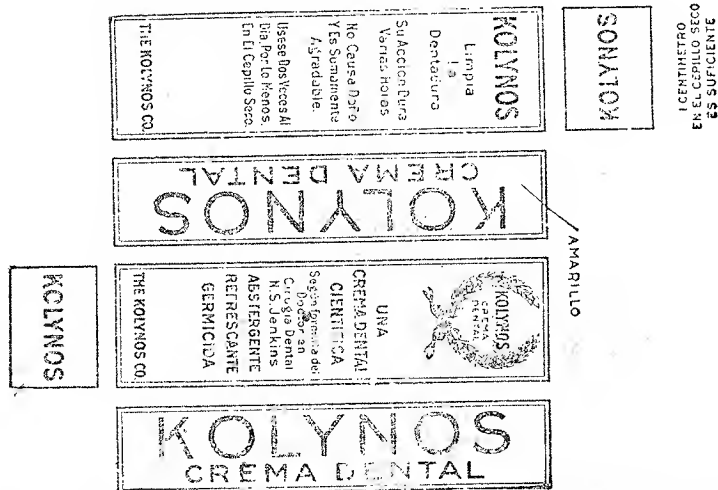 KOLYNOS
Limpia
La
Dentadura
Su Accion Dura
Varias Horas
No Causa Daño
Y Es Sumamente
Agradable.
Usese Dos Veces Al
Dia, Por Lo Menos,
En El Cepillo Seco.
THE KOLYNOS CO.
KOLYNOS
1 CENTIMETRO
EN EL CEPILLO SECO
ES SUFICIENTE
KOLYNOS
CREMA DENTAL
AMARILLO
KOLYNOS
CREMA
DENTAL
UNA
CREMA DENTAL
CIENTIFICA
Segun formula del
Doctor en
Cirugia Dental
N.S. Jenkins
ABSTERGENTE
REFRESCANTE
GERMICIDA
THE KOLYNOS CO.
KOLYNOS
KOLYNOS
CREMA DENTAL